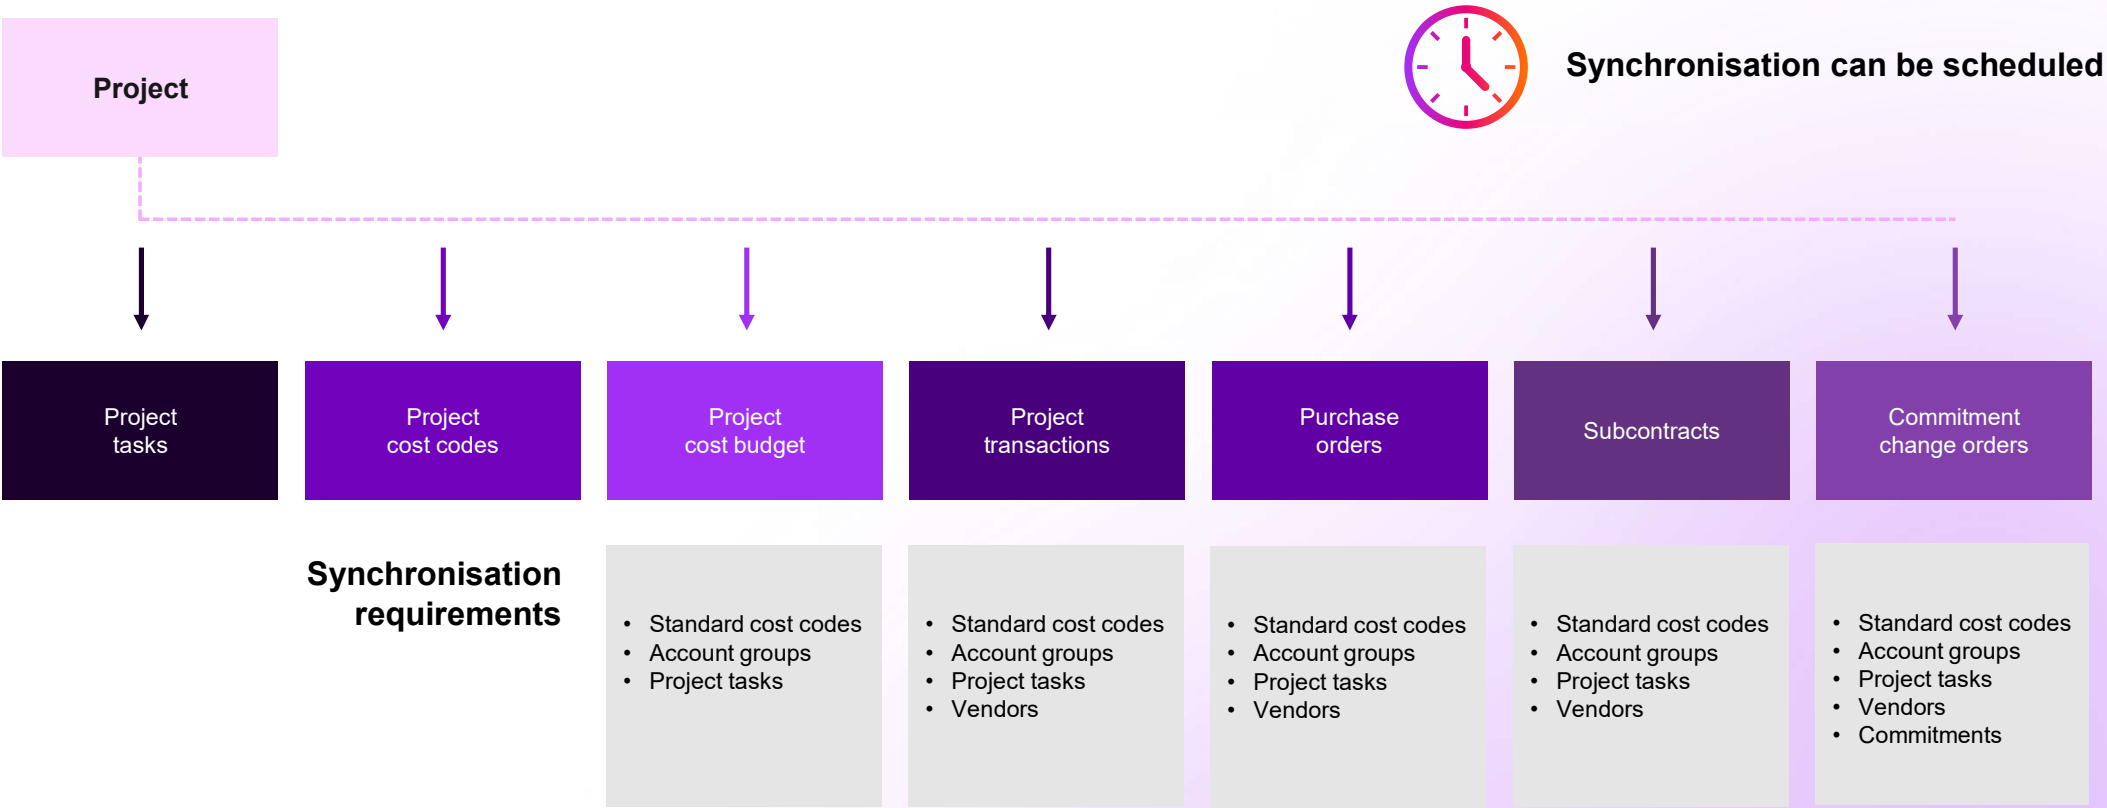 Project
Synchronisation can be scheduled
Project
tasks
Project
cost codes
Project
cost budget
Project
transactions
Purchase
orders
Subcontracts
Commitment
change orders
Synchronisation
requirements
• Standard cost codes
• Account groups
• Project tasks
• Standard cost codes
• Account groups
• Project tasks
• Vendors
• Standard cost codes
• Account groups
• Project tasks
• Vendors
• Standard cost codes
• Account groups
• Project tasks
• Vendors
• Standard cost codes
• Account groups
• Project tasks
• Vendors
• Commitments